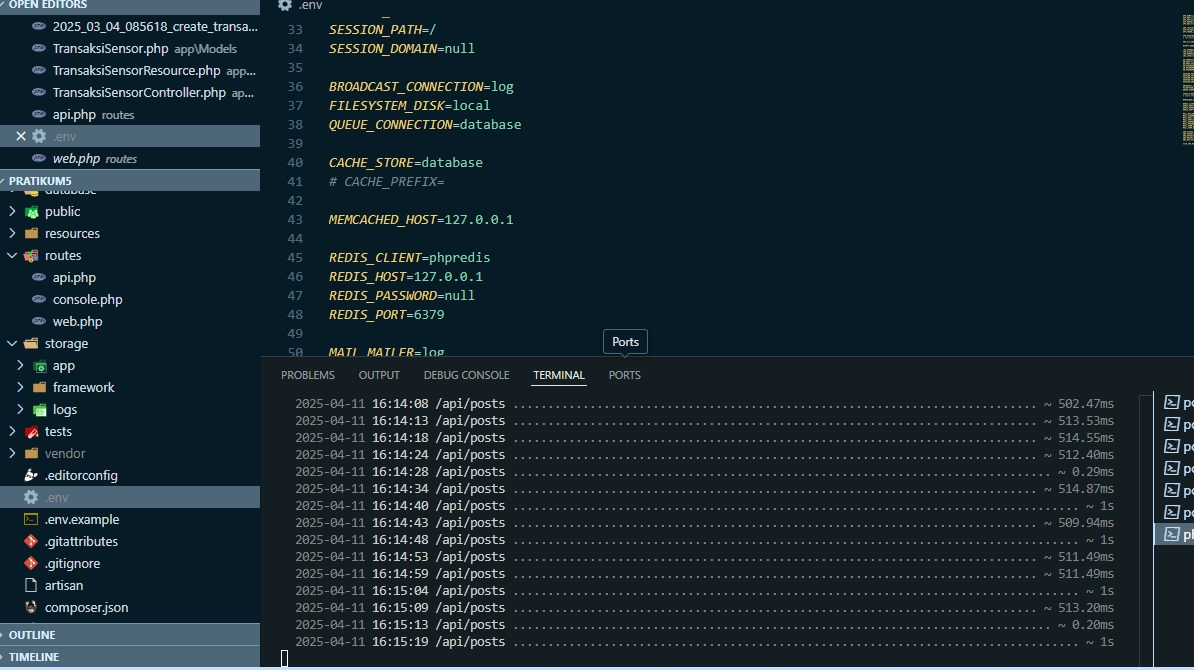 OPEN EDITORS
2025_03_04_085618_create_transa...
TransaksiSensor.php app\Models
TransaksiSensorResource.php app...
TransaksiSensorController.php ap...
api.php routes
.env
web.php routes
PRATIKUM5
database
public
resources
routes
api.php
console.php
web.php
storage
app
framework
logs
tests
vendor
.editorconfig
.env
.env.example
.gitattributes
.gitignore
artisan
composer.json
OUTLINE
TIMELINE
.env
33 SESSION_PATH=/
34 SESSION_DOMAIN=null
35
36 BROADCAST_CONNECTION=log
37 FILESYSTEM_DISK=local
38 QUEUE_CONNECTION=database
39
40 CACHE_STORE=database
41 # CACHE_PREFIX=
42
43 MEMCACHED_HOST=127.0.0.1
44
45 REDIS_CLIENT=phpredis
46 REDIS_HOST=127.0.0.1
47 REDIS_PASSWORD=null
48 REDIS_PORT=6379
49
50 MAIL_MAILER=log
Ports
PROBLEMS OUTPUT DEBUG CONSOLE TERMINAL PORTS
2025-04-11 16:14:08 /api/posts ........ ~ 502.47ms
2025-04-11 16:14:13 /api/posts ........ ~ 513.53ms
2025-04-11 16:14:18 /api/posts ........ ~ 514.55ms
2025-04-11 16:14:24 /api/posts ........ ~ 512.40ms
2025-04-11 16:14:28 /api/posts ........ ~ 0.29ms
2025-04-11 16:14:34 /api/posts ........ ~ 514.87ms
2025-04-11 16:14:40 /api/posts ........ ~ 1s
2025-04-11 16:14:43 /api/posts ........ ~ 509.94ms
2025-04-11 16:14:48 /api/posts ........ ~ 1s
2025-04-11 16:14:53 /api/posts ........ ~ 511.49ms
2025-04-11 16:14:59 /api/posts ........ ~ 511.49ms
2025-04-11 16:15:04 /api/posts ........ ~ 1s
2025-04-11 16:15:09 /api/posts ........ ~ 513.20ms
2025-04-11 16:15:13 /api/posts ........ ~ 0.20ms
2025-04-11 16:15:19 /api/posts ........ ~ 1s